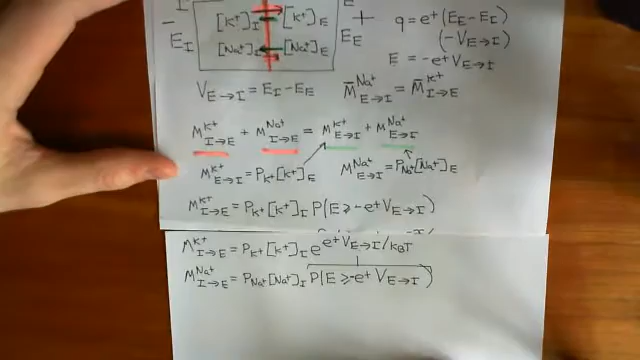 I
E
−
[K⁺]_I [K⁺]_E
+
q = e⁺(E_E − E_I)
E_I
[Na⁺]_I [Na⁺]_E
E_E
(−V_E→I)
E = −e⁺V_E→I
V_E→I = E_I − E_E
M̄^Na⁺_E→I = M̄^K⁺_I→E
M^K⁺_I→E + M^Na⁺_I→E = M^K⁺_E→I + M^Na⁺_E→I
M^K⁺_E→I = P_K⁺[K⁺]_E
M^Na⁺_E→I = P_Na⁺[Na⁺]_E
M^K⁺_I→E = P_K⁺[K⁺]_I P(E ≥ −e⁺V_E→I)
M^K⁺_I→E = P_K⁺[K⁺]_I e^{e⁺V_E→I/k_BT}
M^Na⁺_I→E = P_Na⁺[Na⁺]_I P(E ≥ −e⁺V_E→I)